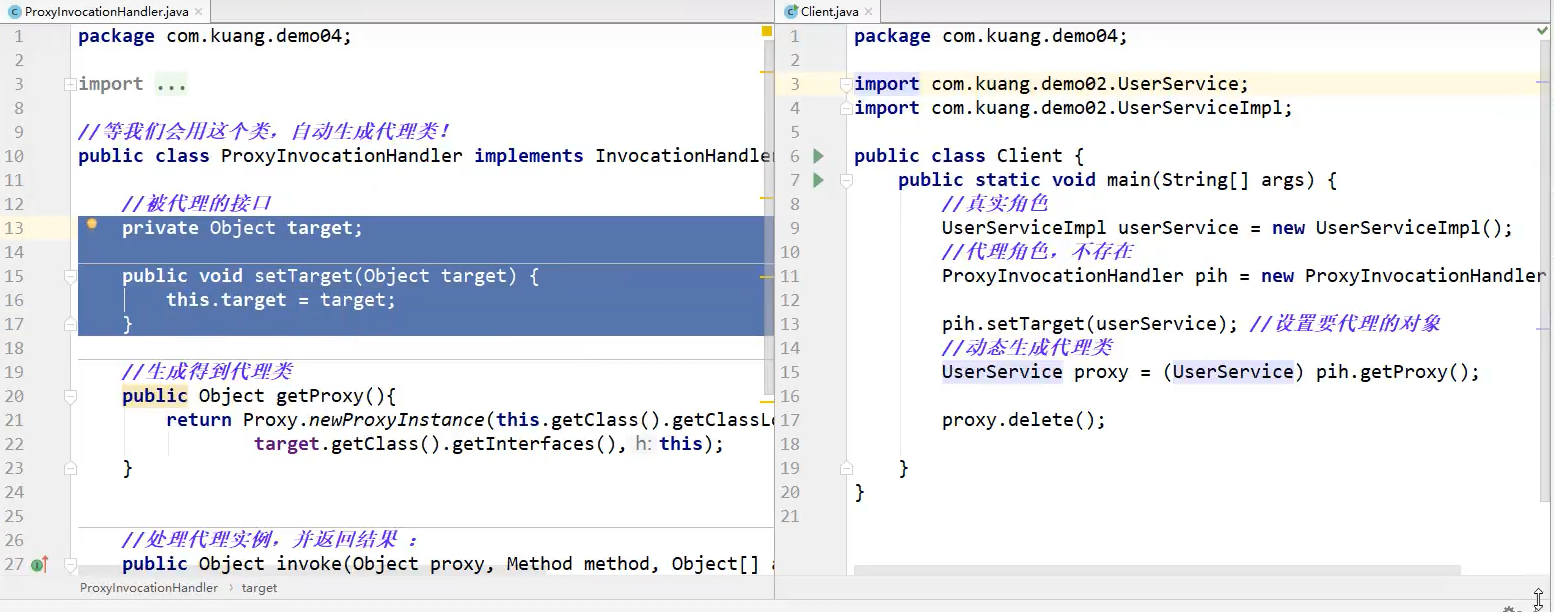 ProxyInvocationHandler.java
1 package com.kuang.demo04;
2
3 import ...
8
9 //等我们会用这个类，自动生成代理类！
10 public class ProxyInvocationHandler implements InvocationHandler
11
12 //被代理的接口
13 private Object target;
14
15 public void setTarget(Object target) {
16 this.target = target;
17 }
18
19 //生成得到代理类
20 public Object getProxy(){
21 return Proxy.newProxyInstance(this.getClass().getClassLo
22 target.getClass().getInterfaces(), h: this);
23 }
24
25
26 //处理代理实例，并返回结果 ：
27 public Object invoke(Object proxy, Method method, Object[] a
ProxyInvocationHandler › target
Client.java
1 package com.kuang.demo04;
2
3 import com.kuang.demo02.UserService;
4 import com.kuang.demo02.UserServiceImpl;
5
6 public class Client {
7 public static void main(String[] args) {
8 //真实角色
9 UserServiceImpl userService = new UserServiceImpl();
10 //代理角色，不存在
11 ProxyInvocationHandler pih = new ProxyInvocationHandler
12
13 pih.setTarget(userService); //设置要代理的对象
14 //动态生成代理类
15 UserService proxy = (UserService) pih.getProxy();
16
17 proxy.delete();
18
19 }
20 }
21